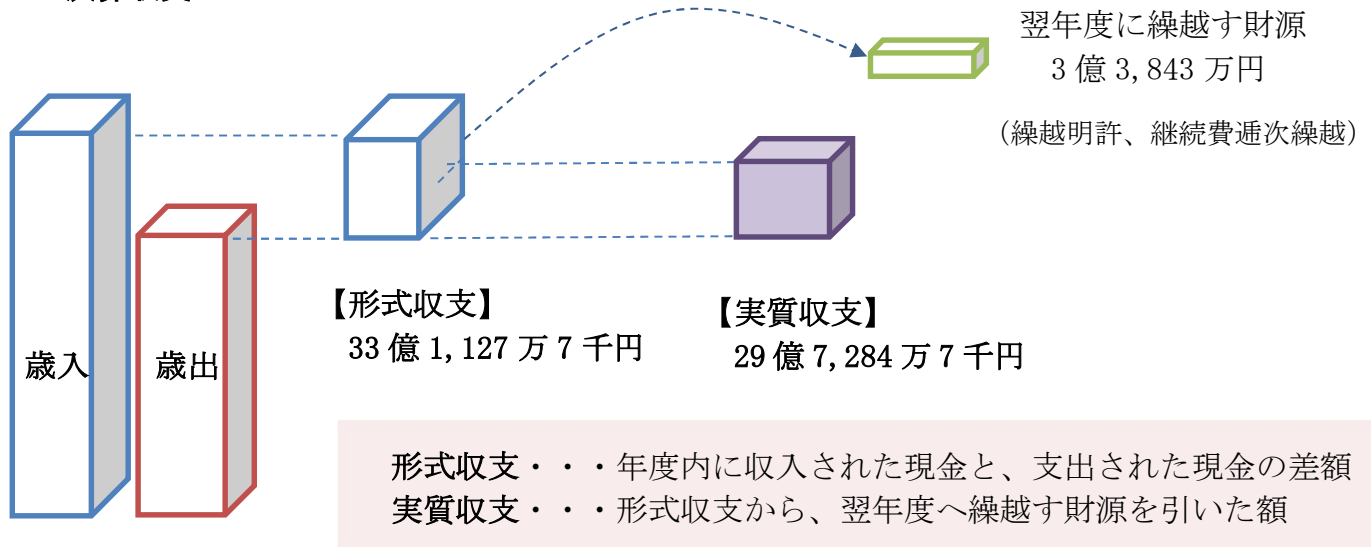 翌年度に繰越す財源
3億3,843万円
(繰越明許、継続費逓次繰越)
【形式収支】
33億1,127万7千円
【実質収支】
29億7,284万7千円
歳入
歳出
形式収支・・・年度内に収入された現金と、支出された現金の差額
実質収支・・・形式収支から、翌年度へ繰越す財源を引いた額